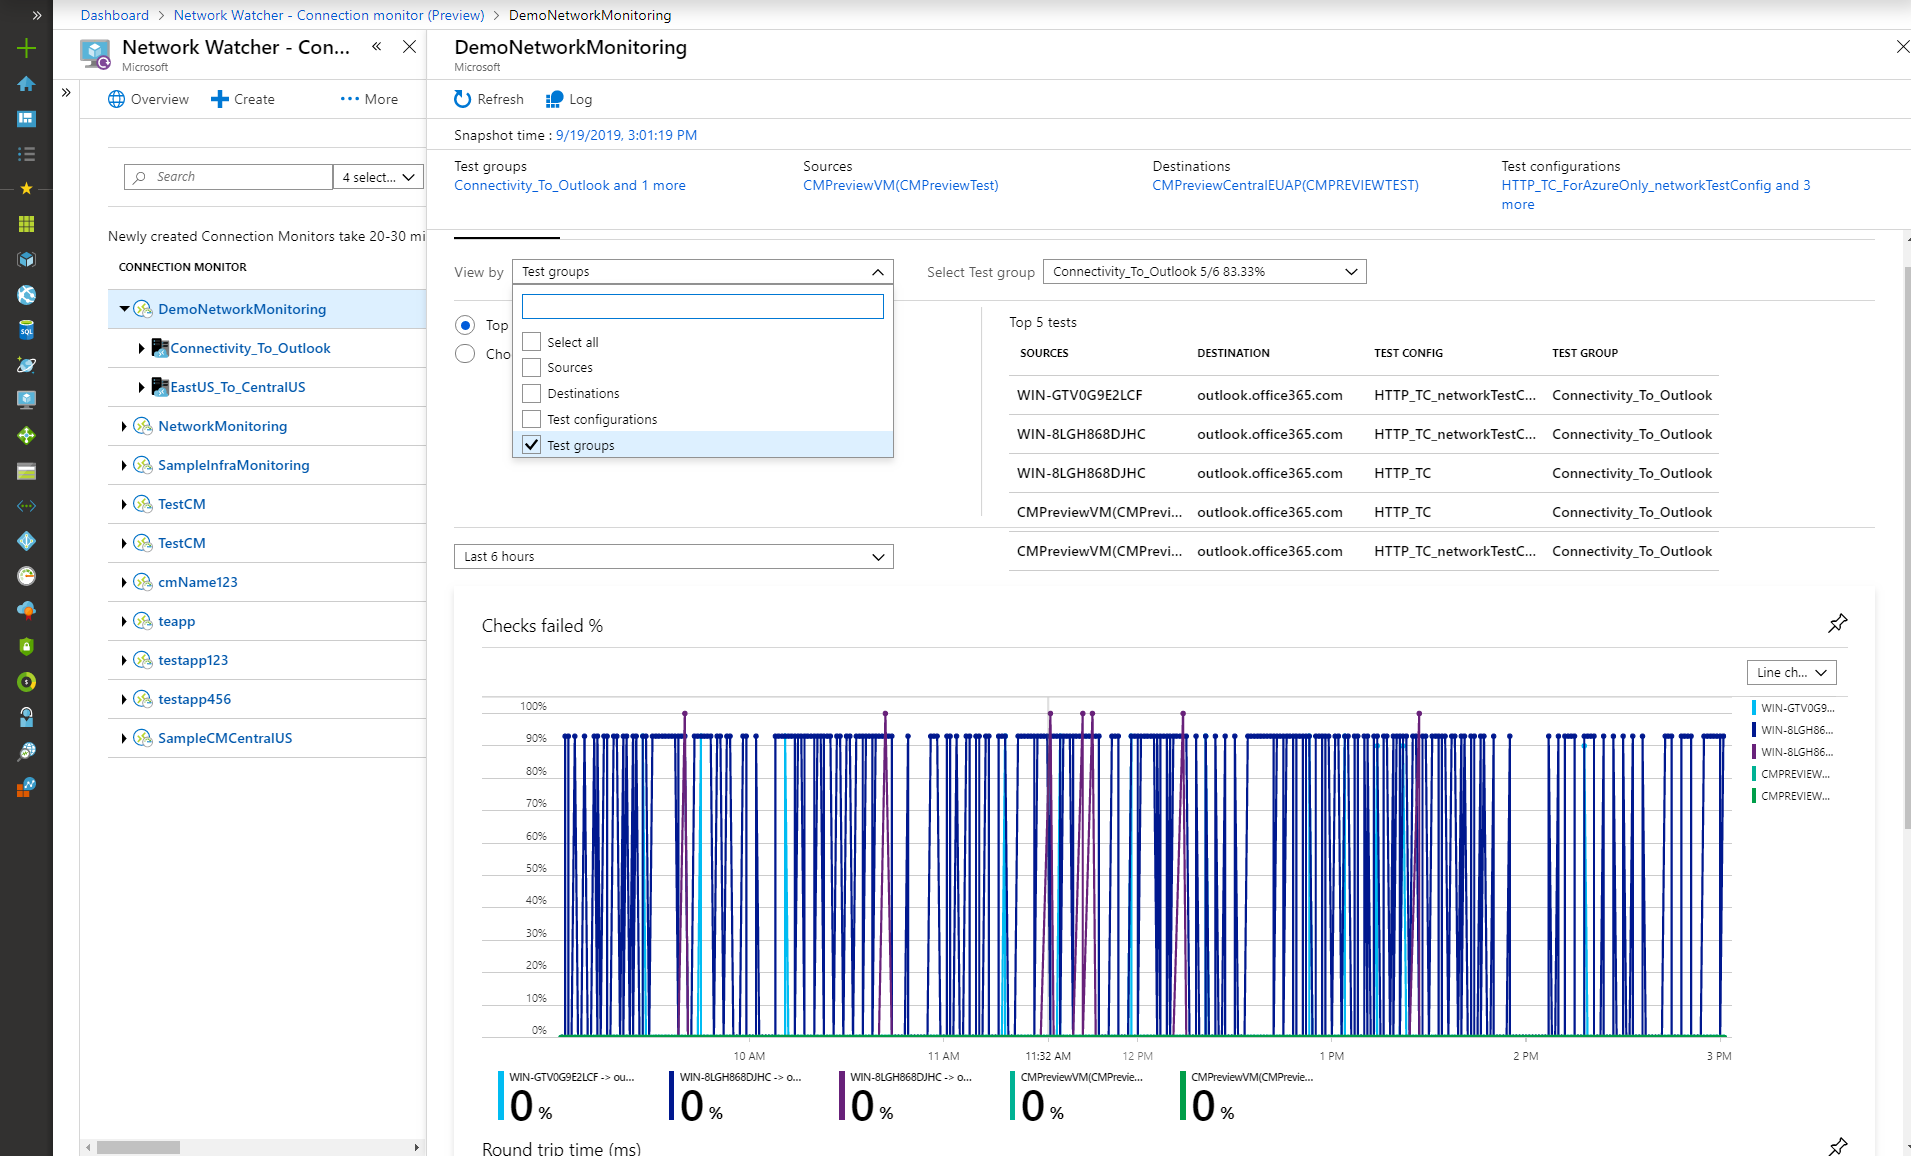 Dashboard > Network Watcher - Connection monitor (Preview) > DemoNetworkMonitoring
Network Watcher - Con...
Microsoft
Overview
Create
More
Search
4 select...
Newly created Connection Monitors take 20-30 mi
CONNECTION MONITOR
DemoNetworkMonitoring
Connectivity_To_Outlook
EastUS_To_CentralUS
NetworkMonitoring
SampleInfraMonitoring
TestCM
TestCM
cmName123
teapp
testapp123
testapp456
SampleCMCentralUS
DemoNetworkMonitoring
Microsoft
Refresh
Log
Snapshot time : 9/19/2019, 3:01:19 PM
Test groups
Connectivity_To_Outlook and 1 more
Sources
CMPreviewVM(CMPreviewTest)
Destinations
CMPreviewCentralEUAP(CMPREVIEWTEST)
Test configurations
HTTP_TC_ForAzureOnly_networkTestConfig and 3
more
View by
Test groups
Select Test group
Connectivity_To_Outlook 5/6 83.33%
Top
Cho
Select all
Sources
Destinations
Test configurations
Test groups
Top 5 tests
SOURCES DESTINATION TEST CONFIG TEST GROUP
WIN-GTV0G9E2LCF outlook.office365.com HTTP_TC_networkTestC... Connectivity_To_Outlook
WIN-8LGH868DJHC outlook.office365.com HTTP_TC_networkTestC... Connectivity_To_Outlook
WIN-8LGH868DJHC outlook.office365.com HTTP_TC Connectivity_To_Outlook
CMPreviewVM(CMPrevi... outlook.office365.com HTTP_TC Connectivity_To_Outlook
CMPreviewVM(CMPrevi... outlook.office365.com HTTP_TC_networkTestC... Connectivity_To_Outlook
Last 6 hours
Checks failed %
Line ch...
100%
90%
80%
70%
60%
50%
40%
30%
20%
10%
0%
10 AM 11 AM 11:32 AM 12 PM 1 PM 2 PM 3 PM
WIN-GTV0G9...
WIN-8LGH86...
WIN-8LGH86...
CMPREVIEW...
CMPREVIEW...
WIN-GTV0G9E2LCF -> ou...
0 %
WIN-8LGH868DJHC -> o...
0 %
WIN-8LGH868DJHC -> o...
0 %
CMPreviewVM(CMPrevie...
0 %
CMPreviewVM(CMPrevie...
0 %
Round trip time (ms)